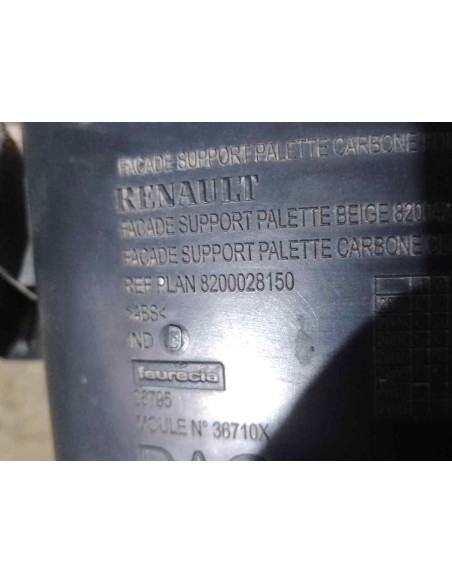 FACADE SUPPORT PALETTE CARBONE
RENAULT
FACADE SUPPORT PALETTE BEIGE 8200
FACADE SUPPORT PALETTE CARBONE
REF PLAN 8200028150
>ABS<
IND B
faurecia
MOULE N° 36710X